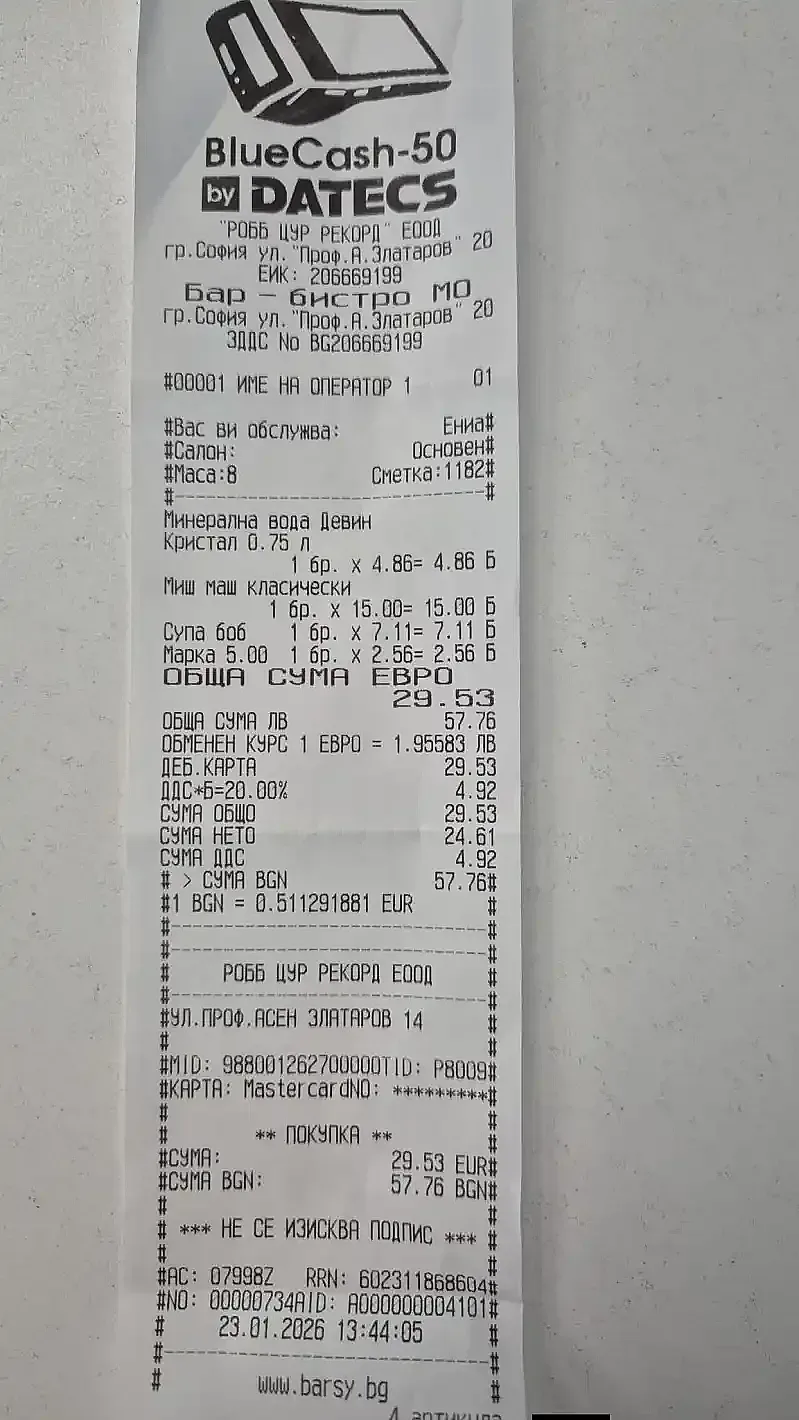 BlueCash-50
by DATECS
"РОББ ЦУР РЕКОРД" ЕООД
гр.София ул. "Проф.А.Златаров" 20
ЕИК: 206669199
Бар - бистро МО
гр.София ул. "Проф.А.Златаров" 20
ЗДДС No BG206669199
#00001 ИМЕ НА ОПЕРАТОР 1 01
#Вас ви обслужва: Ениа#
#Салон: Основен#
#Маса:8 Сметка:1182#
#------------------------------#
Минерална вода Девин
Кристал 0.75 л
1 бр. x 4.86= 4.86 Б
Миш маш класически
1 бр. x 15.00= 15.00 Б
Супа боб 1 бр. x 7.11= 7.11 Б
Марка 5.00 1 бр. x 2.56= 2.56 Б
ОБЩА СУМА ЕВРО
29.53
ОБЩА СУМА ЛВ 57.76
ОБМЕНЕН КУРС 1 ЕВРО = 1.95583 ЛВ
ДЕБ.КАРТА 29.53
ДДС*Б=20.00% 4.92
СУМА ОБЩО 29.53
СУМА НЕТО 24.61
СУМА ДДС 4.92
# > СУМА BGN 57.76#
#1 BGN = 0.511291881 EUR #
#------------------------------#
#------------------------------#
# РОББ ЦУР РЕКОРД ЕООД #
#------------------------------#
#УЛ.ПРОФ.АСЕН ЗЛАТАРОВ 14 #
# #
#MID: 988001262700000TID: P8009#
#КАРТА: MastercardNO: *********#
# #
# ** ПОКУПКА ** #
#СУМА: 29.53 EUR#
#СУМА BGN: 57.76 BGN#
# #
# *** НЕ СЕ ИЗИСКВА ПОДПИС *** #
# #
#AC: 07998Z RRN: 602311868604#
#NO: 00000734AID: A000000004101#
# 23.01.2026 13:44:05 #
#------------------------------#
# www.barsy.bg #
4 артикула